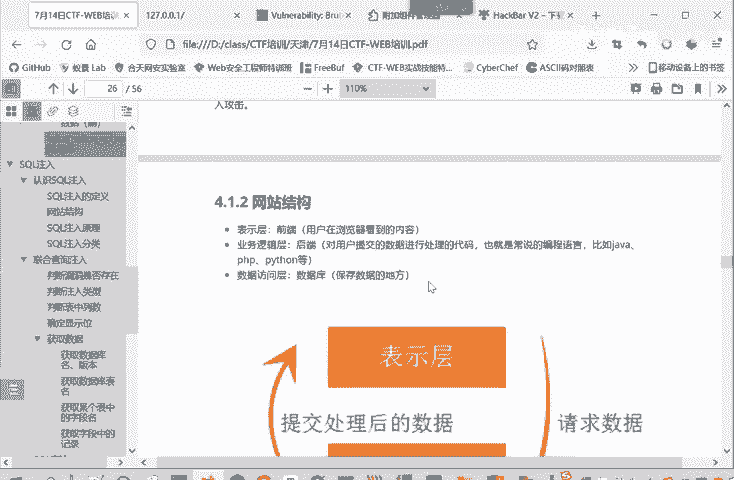 7月14日CTF-WEB培训
127.0.0.1/
Vulnerability: Bru
附加组件管理器
HackBar V2 - 下
file:///D:/class/CTF培训/天津/7月14日CTF-WEB培训.pdf
GitHub
蚁景 Lab
合天网安实验室
Web安全工程师特训班
FreeBuf
CTF-WEB实战技能特...
CyberChef
ASCII码对照表
移动设备上的书签
26 / 56
110%
入攻击。
SQL注入
认识SQL注入
SQL注入的定义
网站结构
SQL注入原理
SQL注入分类
联合查询注入
判断漏洞是否存在
判断注入类型
判断表中列数
确定显示位
获取数据
获取数据库
名、版本
获取数据库表
名
获取某个表中
的字段名
获取字段中的
记录
4.1.2 网站结构
表示层：前端（用户在浏览器看到的内容）
业务逻辑层：后端（对用户提交的数据进行处理的代码，也就是常说的编程语言，比如java、
php、python等）
数据访问层：数据库（保存数据的地方）
表示层
提交处理后的数据
请求数据